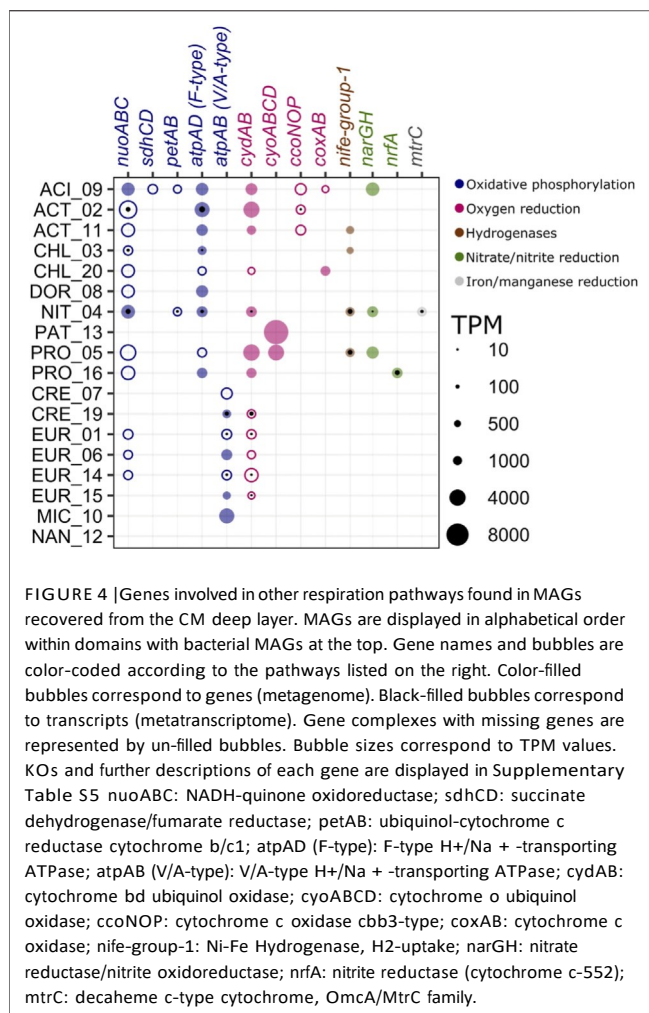 nuoABC
sdhCD
petAB
atpAD (F-type)
atpAB (V/A-type)
cydAB
cyoABCD
ccoNOP
coxAB
nife-group-1
narGH
nrfA
mtrC
ACI_09
ACT_02
ACT_11
CHL_03
CHL_20
DOR_08
NIT_04
PAT_13
PRO_05
PRO_16
CRE_07
CRE_19
EUR_01
EUR_06
EUR_14
EUR_15
MIC_10
NAN_12
Oxidative phosphorylation
Oxygen reduction
Hydrogenases
Nitrate/nitrite reduction
Iron/manganese reduction
TPM
10
100
500
1000
4000
8000
FIGURE 4 |Genes involved in other respiration pathways found in MAGs
recovered from the CM deep layer. MAGs are displayed in alphabetical order
within domains with bacterial MAGs at the top. Gene names and bubbles are
color-coded according to the pathways listed on the right. Color-filled
bubbles correspond to genes (metagenome). Black-filled bubbles correspond
to transcripts (metatranscriptome). Gene complexes with missing genes are
represented by un-filled bubbles. Bubble sizes correspond to TPM values.
KOs and further descriptions of each gene are displayed in Supplementary
Table S5 nuoABC: NADH-quinone oxidoreductase; sdhCD: succinate
dehydrogenase/fumarate reductase; petAB: ubiquinol-cytochrome c
reductase cytochrome b/c1; atpAD (F-type): F-type H+/Na + -transporting
ATPase; atpAB (V/A-type): V/A-type H+/Na + -transporting ATPase; cydAB:
cytochrome bd ubiquinol oxidase; cyoABCD: cytochrome o ubiquinol
oxidase; ccoNOP: cytochrome c oxidase cbb3-type; coxAB: cytochrome c
oxidase; nife-group-1: Ni-Fe Hydrogenase, H2-uptake; narGH: nitrate
reductase/nitrite oxidoreductase; nrfA: nitrite reductase (cytochrome c-552);
mtrC: decaheme c-type cytochrome, OmcA/MtrC family.